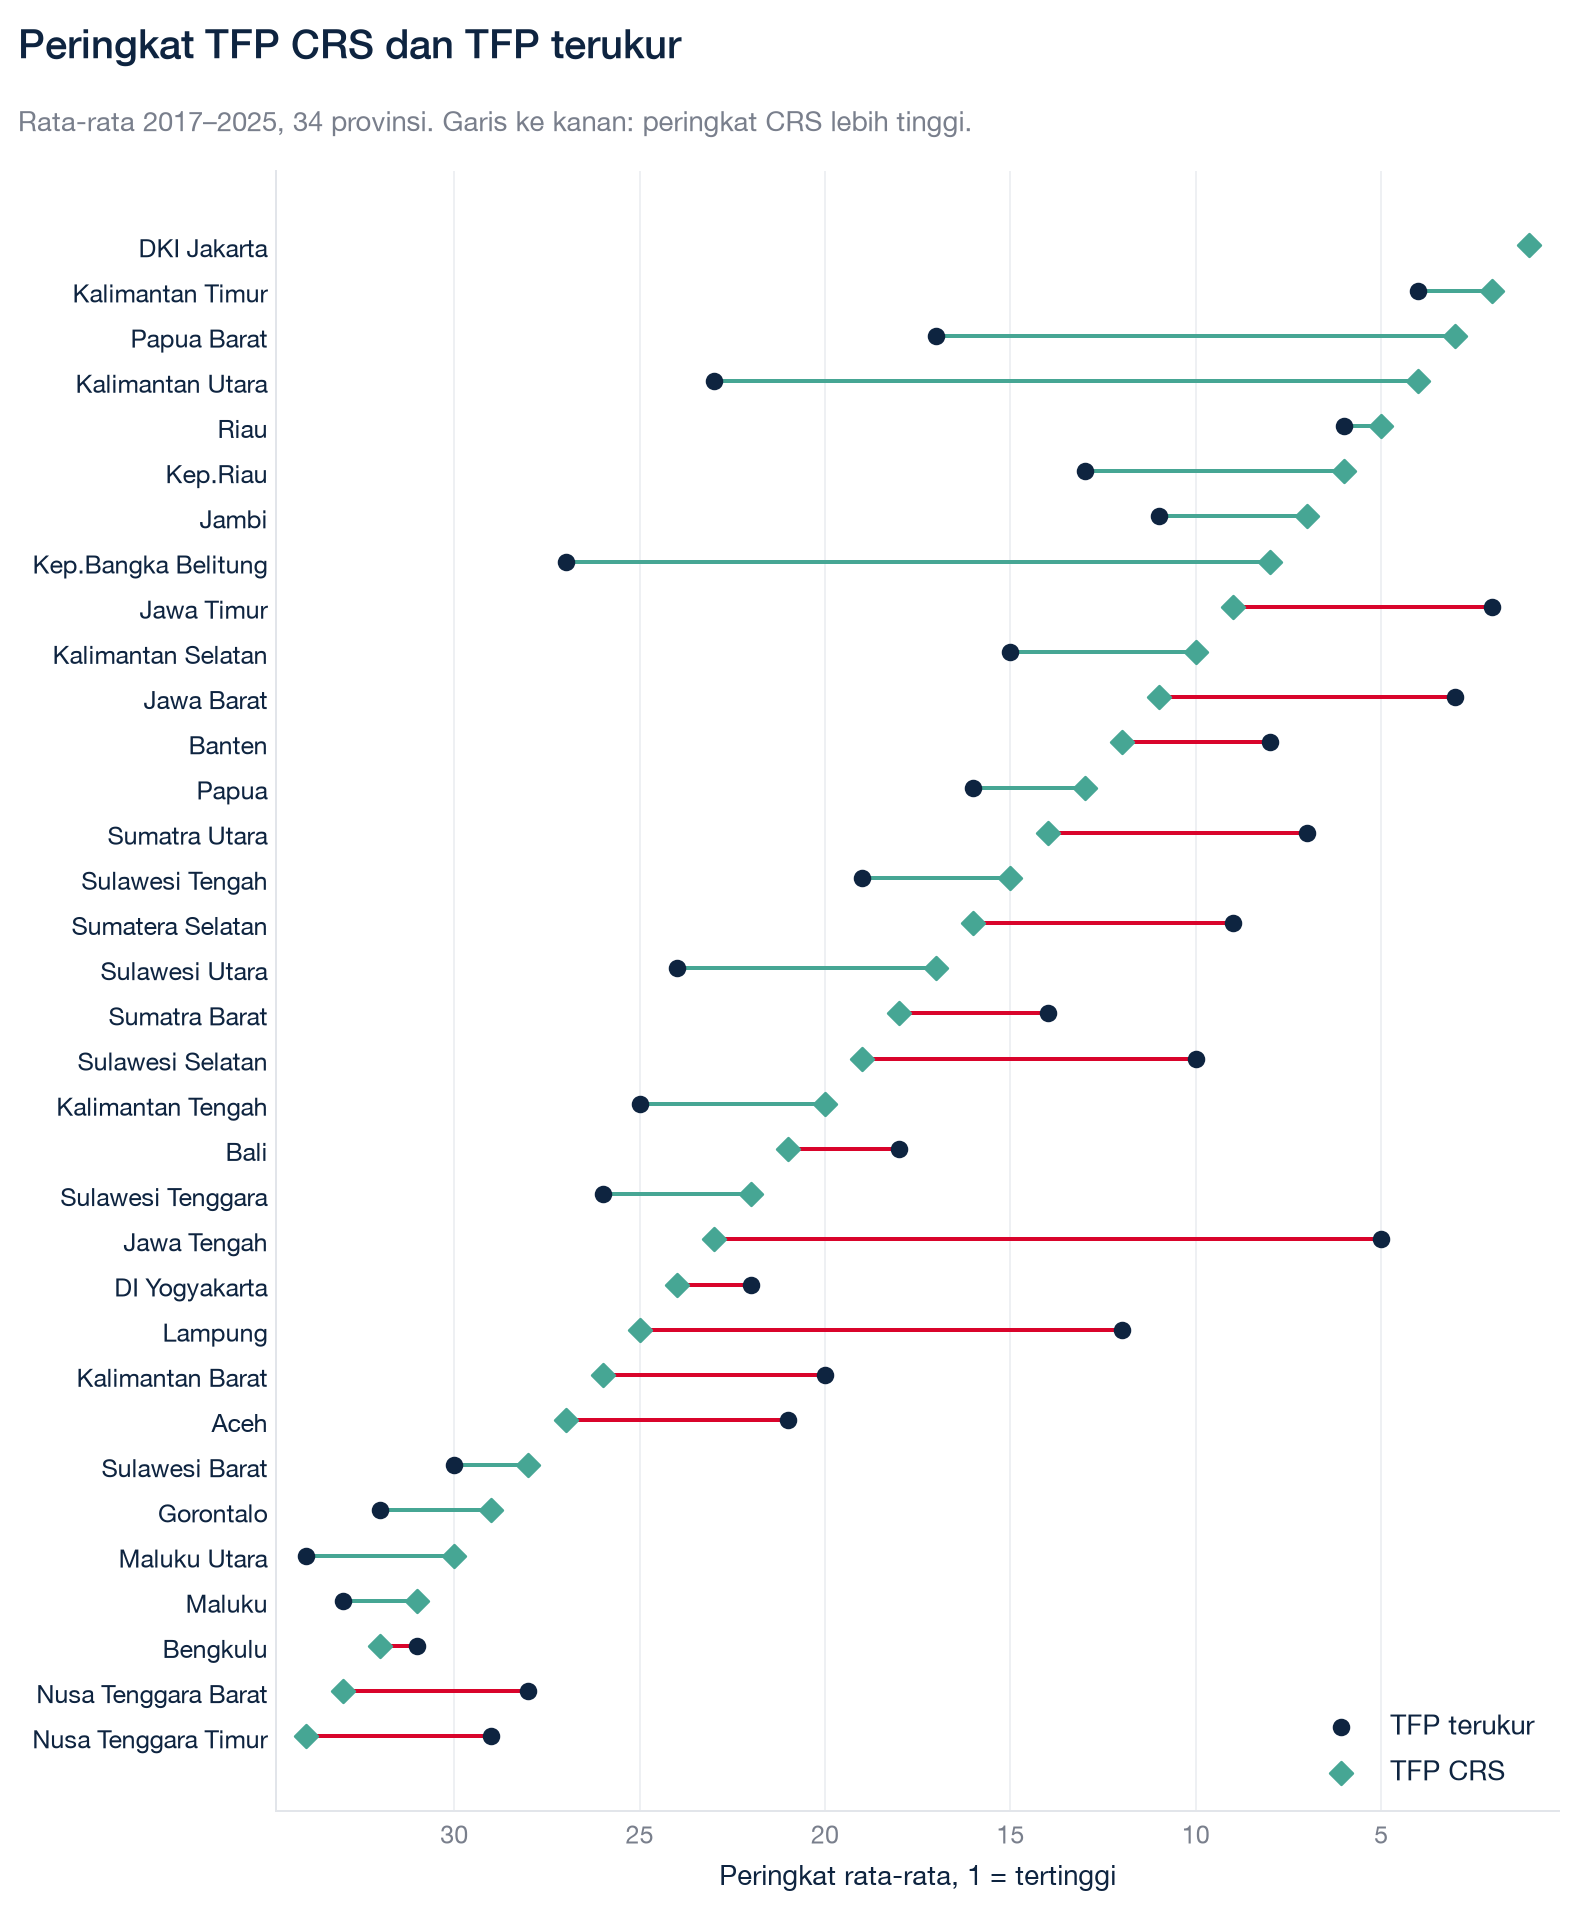 Peringkat TFP CRS dan TFP terukur
Rata-rata 2017–2025, 34 provinsi. Garis ke kanan: peringkat CRS lebih tinggi.
DKI Jakarta
Kalimantan Timur
Papua Barat
Kalimantan Utara
Riau
Kep.Riau
Jambi
Kep.Bangka Belitung
Jawa Timur
Kalimantan Selatan
Jawa Barat
Banten
Papua
Sumatra Utara
Sulawesi Tengah
Sumatera Selatan
Sulawesi Utara
Sumatra Barat
Sulawesi Selatan
Kalimantan Tengah
Bali
Sulawesi Tenggara
Jawa Tengah
DI Yogyakarta
Lampung
Kalimantan Barat
Aceh
Sulawesi Barat
Gorontalo
Maluku Utara
Maluku
Bengkulu
Nusa Tenggara Barat
Nusa Tenggara Timur
TFP terukur
TFP CRS
30 25 20 15 10 5
Peringkat rata-rata, 1 = tertinggi